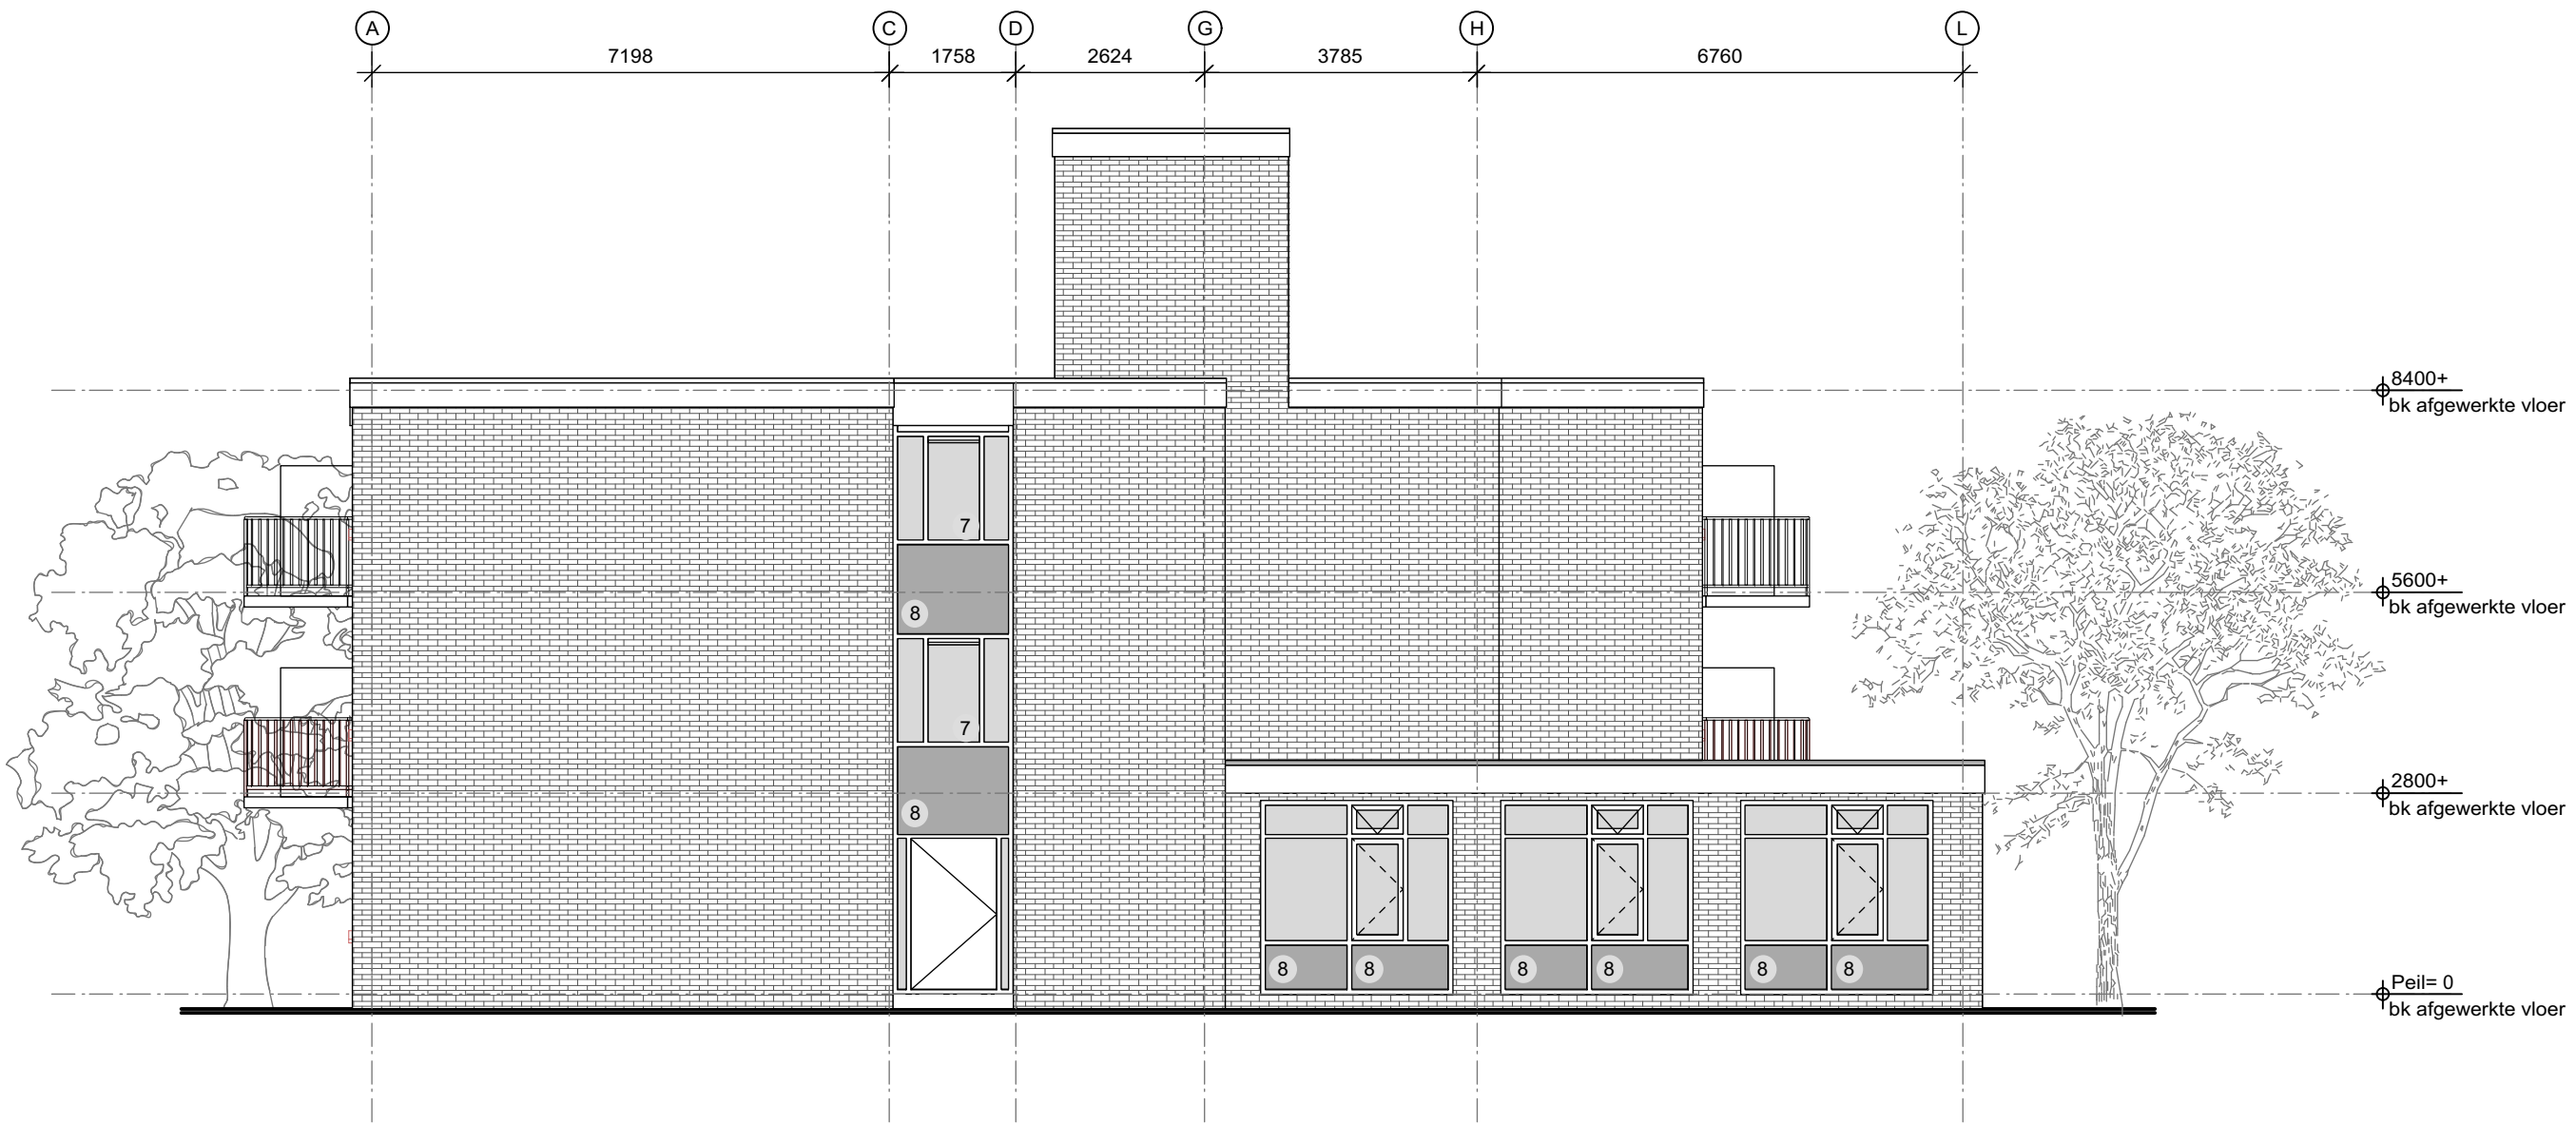 A C D G H L
7198 1758 2624 3785 6760
8400+
bk afgewerkte vloer
7
5600+
bk afgewerkte vloer
8
7
2800+
bk afgewerkte vloer
8
8 8 8 8 8 8
Peil= 0
bk afgewerkte vloer